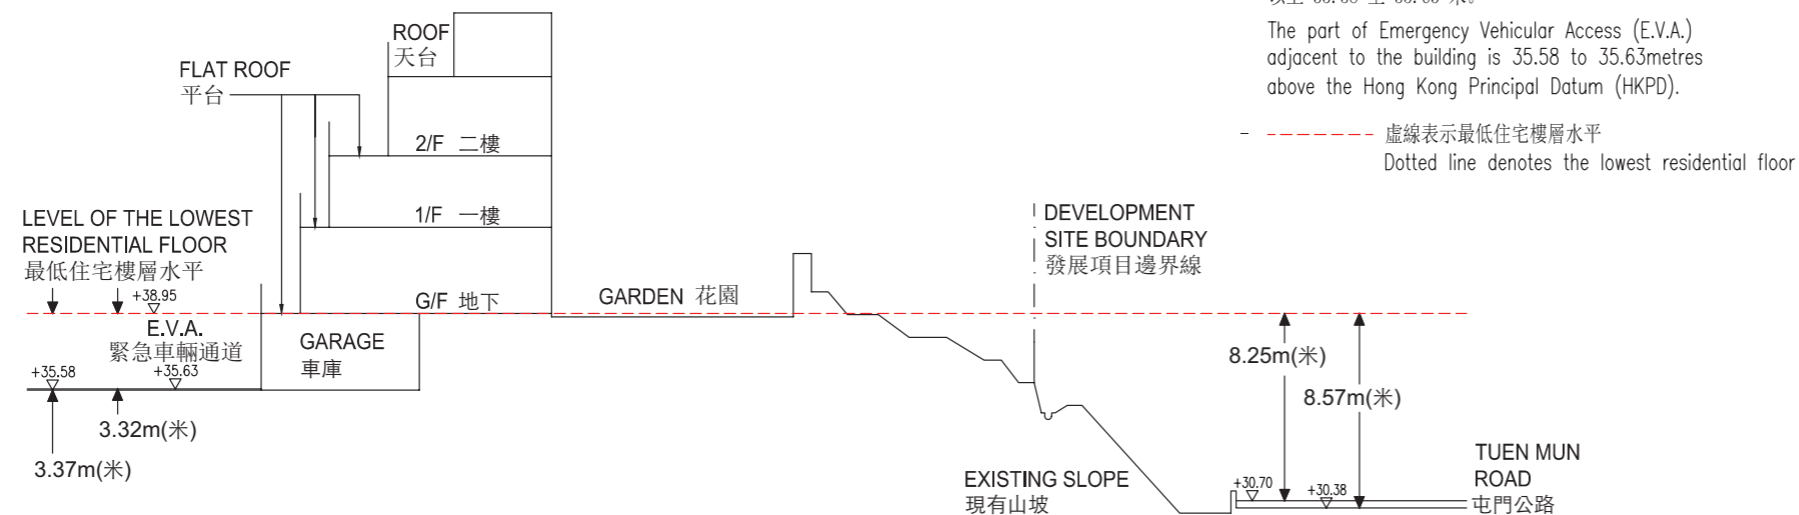 The part of Emergency Vehicular Access (E.V.A.)
adjacent to the building is 35.58 to 35.63metres
above the Hong Kong Principal Datum (HKPD).
- 虛線表示最低住宅樓層水平
Dotted line denotes the lowest residential floor
ROOF
天台
FLAT ROOF
平台
2/F 二樓
1/F 一樓
G/F 地下
LEVEL OF THE LOWEST
RESIDENTIAL FLOOR
最低住宅樓層水平
+38.95
E.V.A.
緊急車輛通道
+35.58
+35.63
3.32m(米)
3.37m(米)
GARAGE
車庫
GARDEN 花園
DEVELOPMENT
SITE BOUNDARY
發展項目邊界線
8.25m(米)
8.57m(米)
EXISTING SLOPE
現有山坡
+30.70
+30.38
TUEN MUN
ROAD
屯門公路